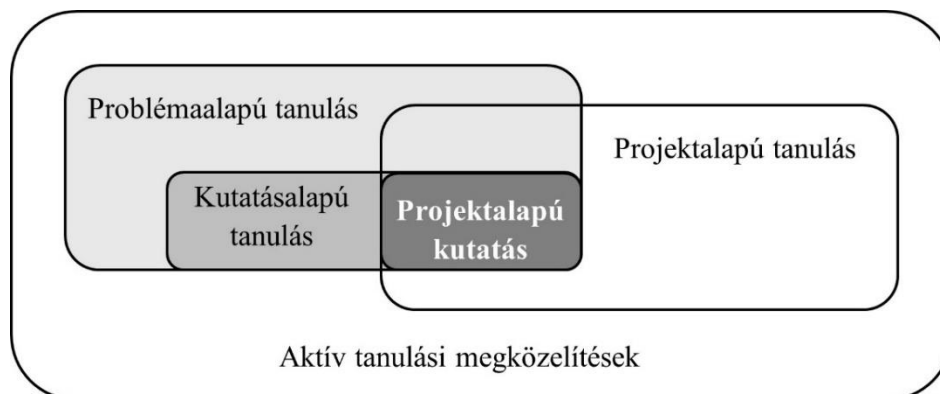 Problémaalapú tanulás
Projektalapú tanulás
Kutatásalapú
tanulás
Projektalapú
kutatás
Aktív tanulási megközelítések